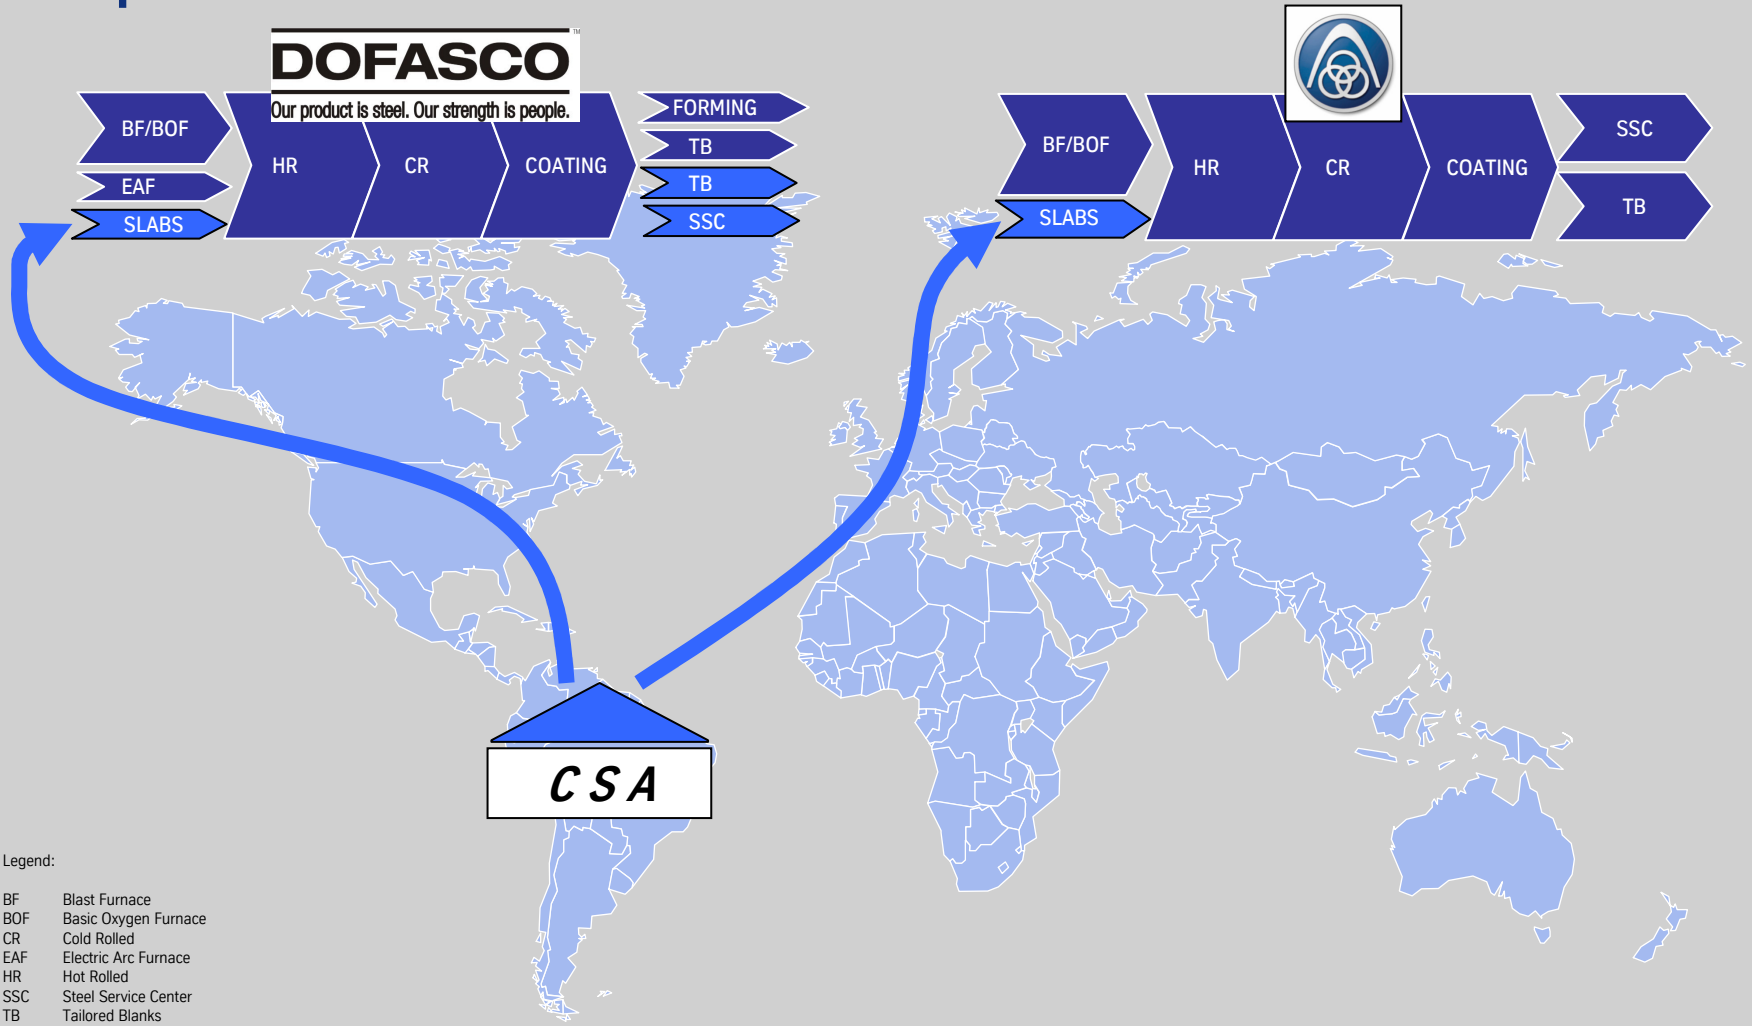 DOFASCO
TM
Our product is steel. Our strength is people.
BF/BOF
EAF
SLABS
HR
CR
COATING
FORMING
TB
TB
SSC
BF/BOF
SLABS
HR
CR
COATING
SSC
TB
CSA
Legend:
BF Blast Furnace
BOF Basic Oxygen Furnace
CR Cold Rolled
EAF Electric Arc Furnace
HR Hot Rolled
SSC Steel Service Center
TB Tailored Blanks